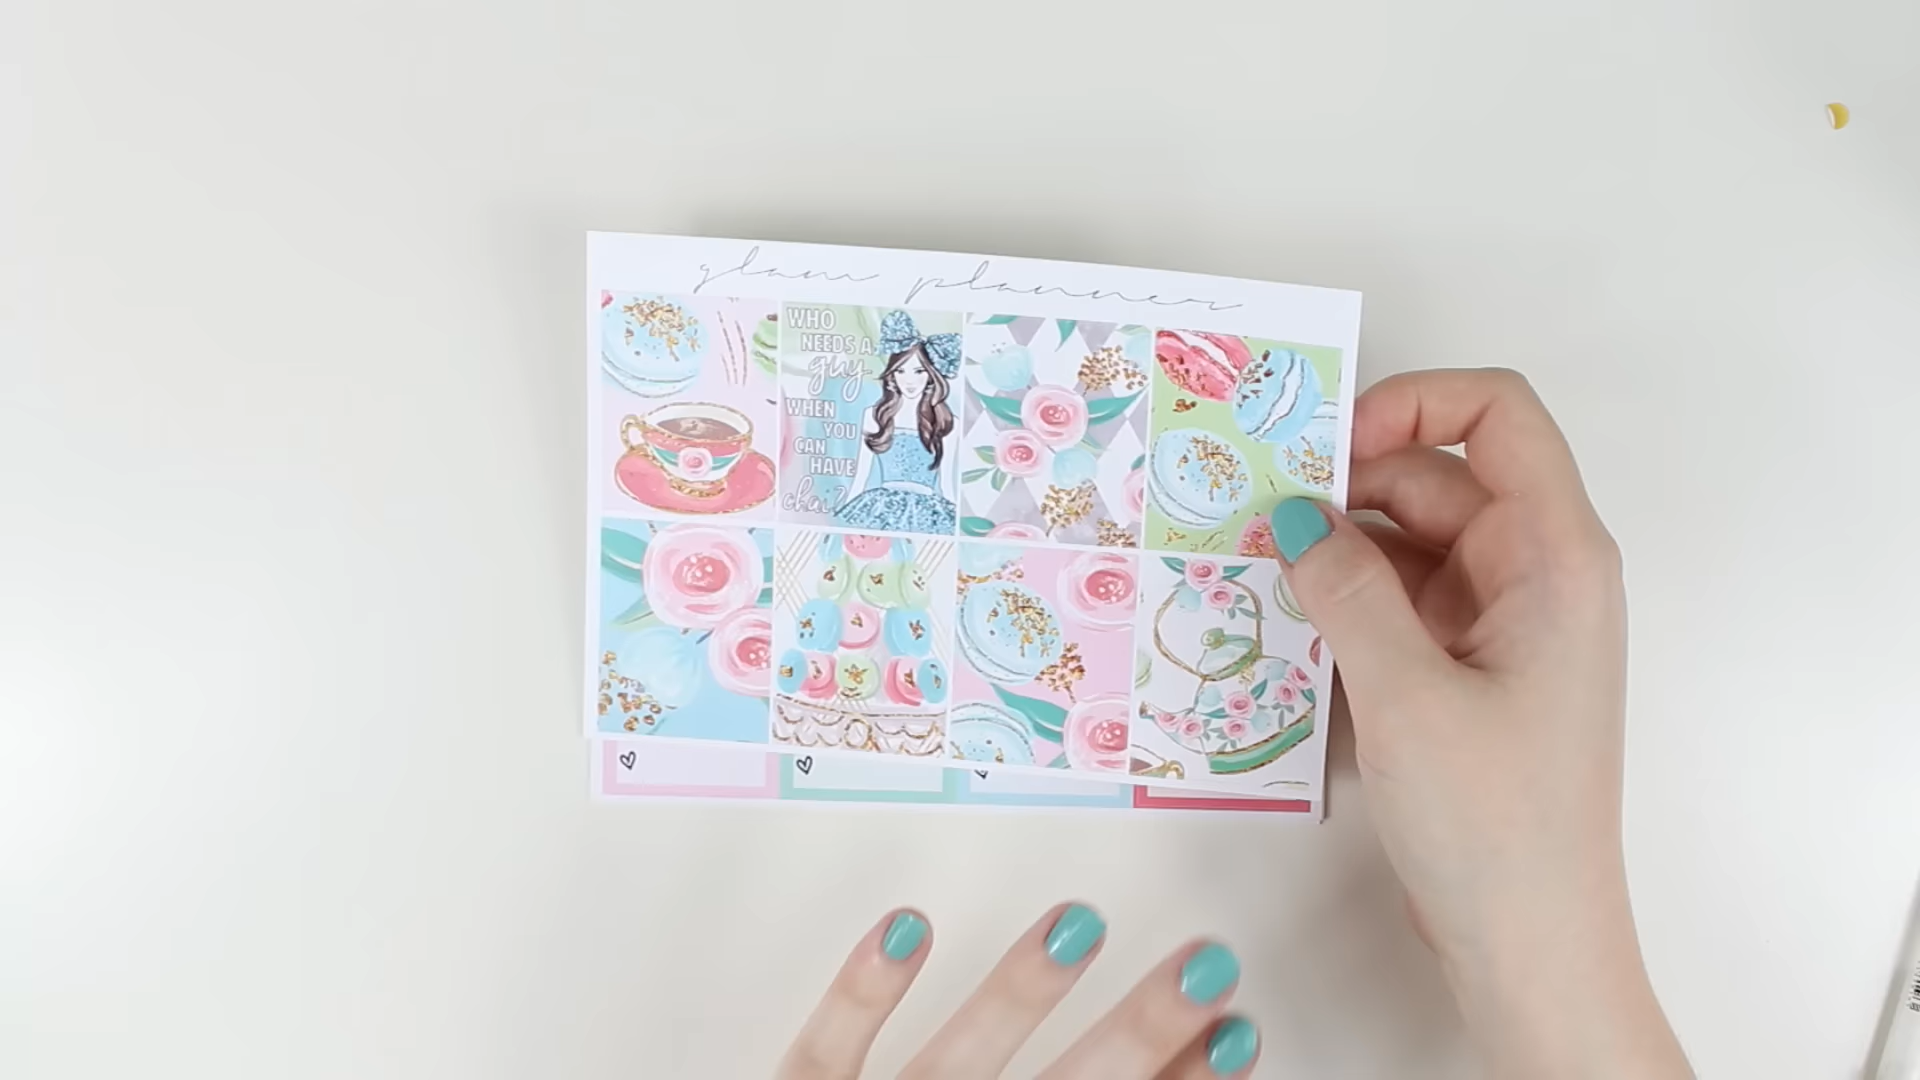 glam planner
WHO
NEEDS A
guy
WHEN
YOU
CAN
HAVE
chai?